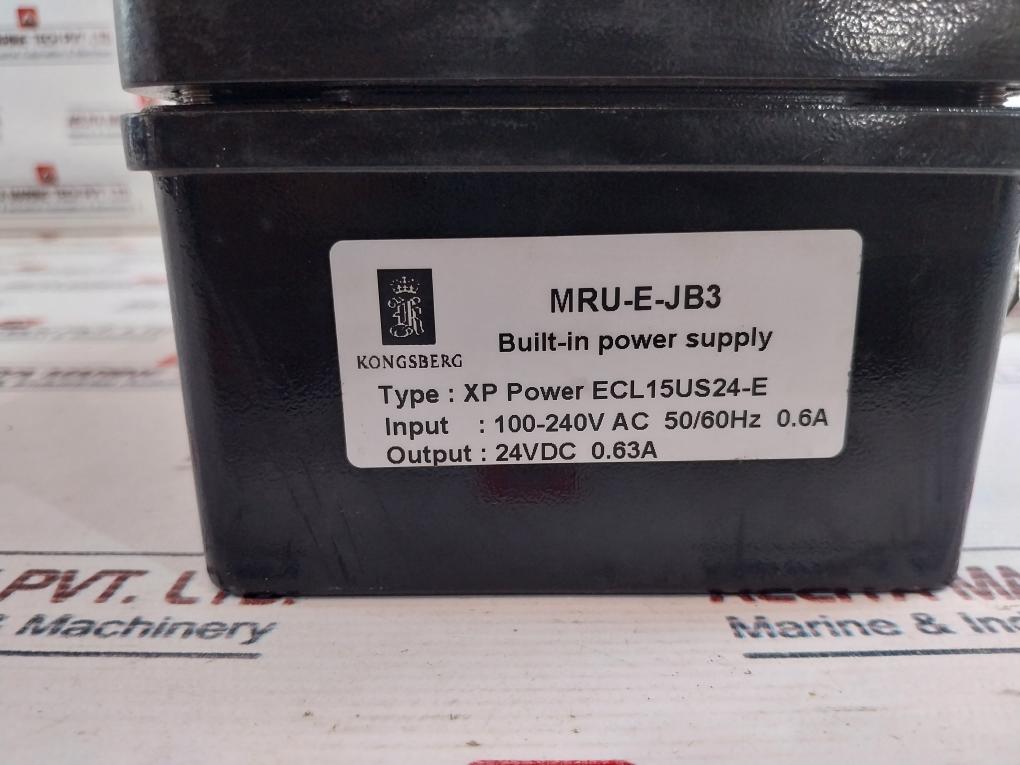 MRU-E-JB3
Built-in power supply
KONGSBERG
Type : XP Power ECL15US24-E
Input : 100-240V AC 50/60Hz 0.6A
Output : 24VDC 0.63A
PVT. LTD.
& Machinery
Marine &